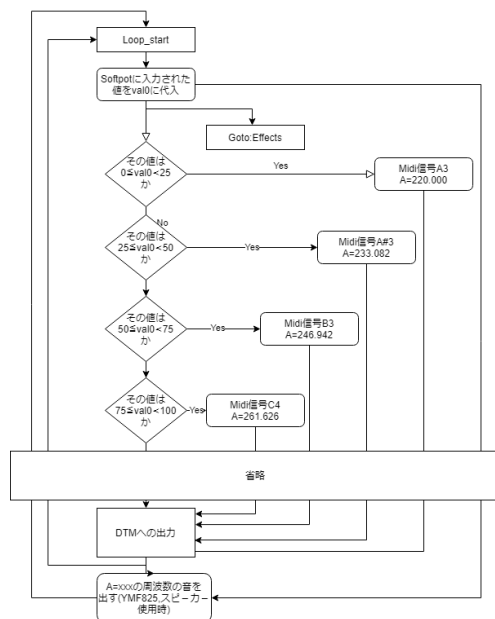 Loop_start
Softpotに入力された
値をval0に代入
Goto:Effects
その値は
0≦val0<25
か
Yes
Midi信号A3
A=220.000
No
その値は
25≦val0<50
か
Yes
Midi信号A#3
A=233.082
その値は
50≦val0<75
か
Yes
Midi信号B3
A=246.942
その値は
75≦val0<100
か
Yes
Midi信号C4
A=261.626
省略
DTMへの出力
A=xxxの周波数の音を
出す(YMF825,スピーカー
使用時)